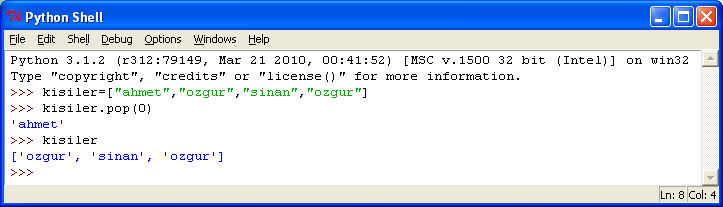 Python Shell
File Edit Shell Debug Options Windows Help
Python 3.1.2 (r312:79149, Mar 21 2010, 00:41:52) [MSC v.1500 32 bit (Intel)] on win32
Type "copyright", "credits" or "license()" for more information.
>>> kisiler=["ahmet","ozgur","sinan","ozgur"]
>>> kisiler.pop(0)
'ahmet'
>>> kisiler
['ozgur', 'sinan', 'ozgur']
>>>
Ln: 8 Col: 4